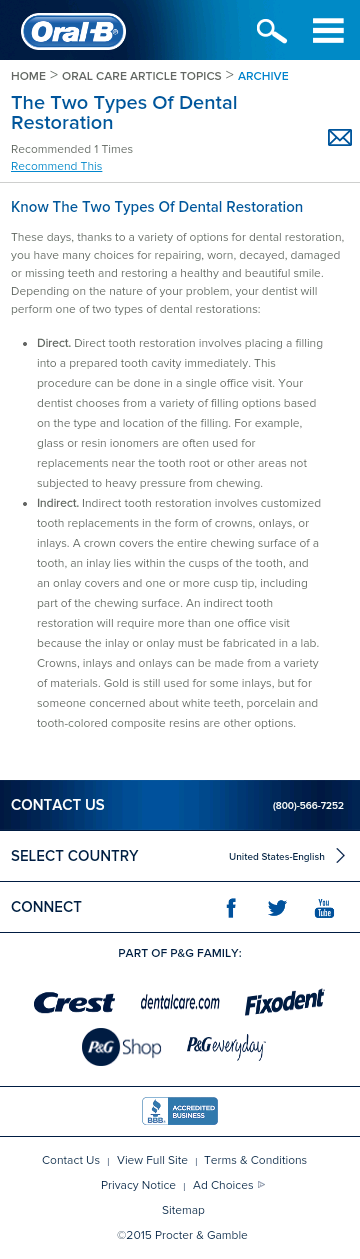 Oral-B
HOME > ORAL CARE ARTICLE TOPICS > ARCHIVE
The Two Types Of Dental
Restoration
Recommended 1 Times
Recommend This
Know The Two Types Of Dental Restoration
These days, thanks to a variety of options for dental restoration,
you have many choices for repairing, worn, decayed, damaged
or missing teeth and restoring a healthy and beautiful smile.
Depending on the nature of your problem, your dentist will
perform one of two types of dental restorations:
• Direct. Direct tooth restoration involves placing a filling
into a prepared tooth cavity immediately. This
procedure can be done in a single office visit. Your
dentist chooses from a variety of filling options based
on the type and location of the filling. For example,
glass or resin ionomers are often used for
replacements near the tooth root or other areas not
subjected to heavy pressure from chewing.
• Indirect. Indirect tooth restoration involves customized
tooth replacements in the form of crowns, onlays, or
inlays. A crown covers the entire chewing surface of a
tooth, an inlay lies within the cusps of the tooth, and
an onlay covers and one or more cusp tip, including
part of the chewing surface. An indirect tooth
restoration will require more than one office visit
because the inlay or onlay must be fabricated in a lab.
Crowns, inlays and onlays can be made from a variety
of materials. Gold is still used for some inlays, but for
someone concerned about white teeth, porcelain and
tooth-colored composite resins are other options.
CONTACT US (800)-566-7252
SELECT COUNTRY United States-English
CONNECT You Tube
PART OF P&G FAMILY:
Crest dentalcare.com Fixodent
P&G Shop P&G everyday
BBB ACCREDITED
BUSINESS
Contact Us | View Full Site | Terms & Conditions
Privacy Notice | Ad Choices
Sitemap
©2015 Procter & Gamble